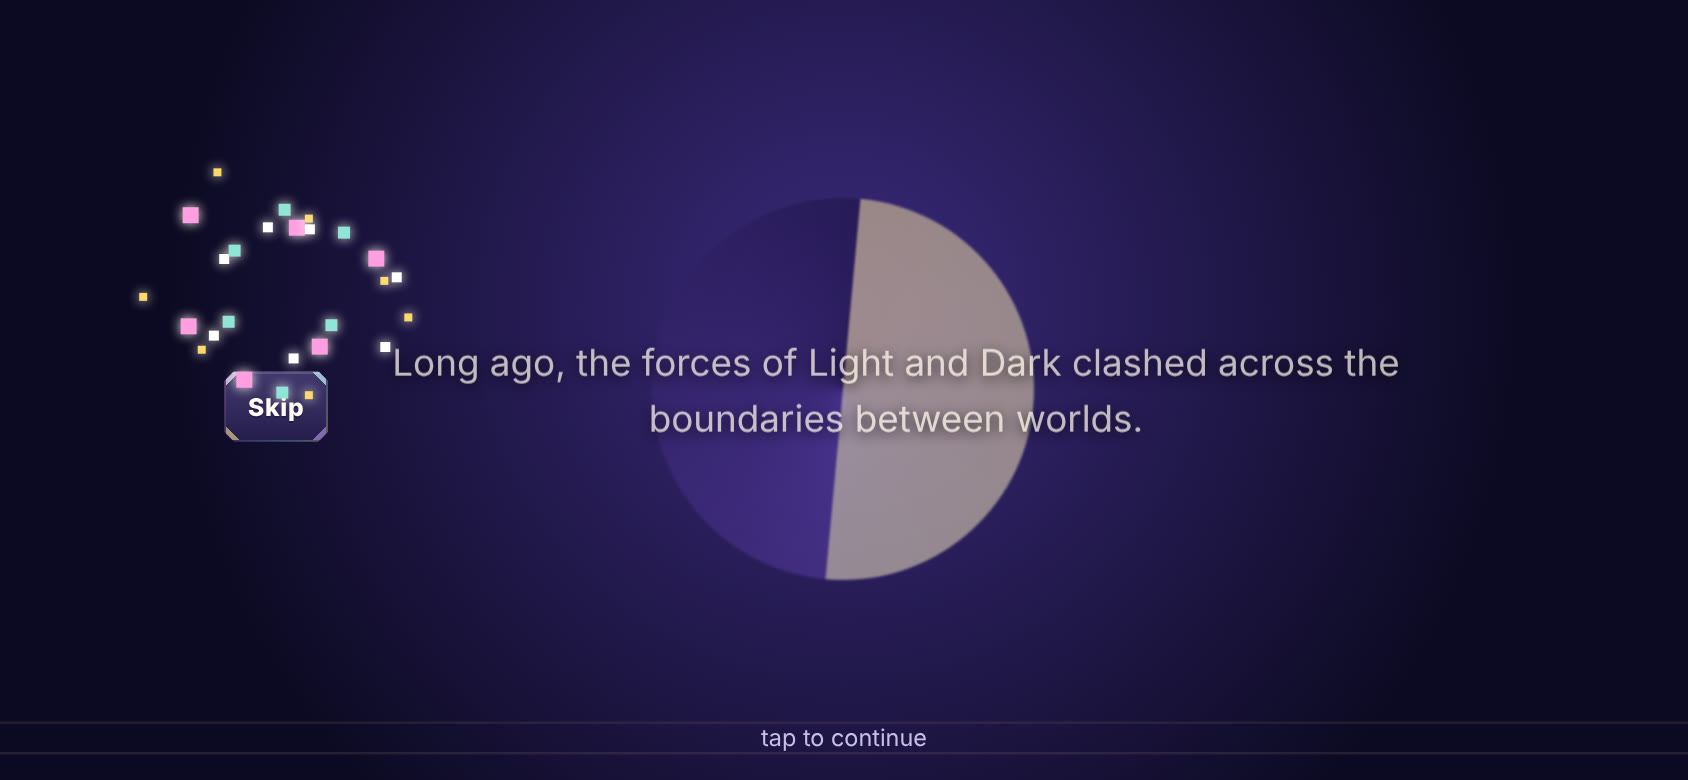 Long ago, the forces of Light and Dark clashed across the
boundaries between worlds.
Skip
tap to continue